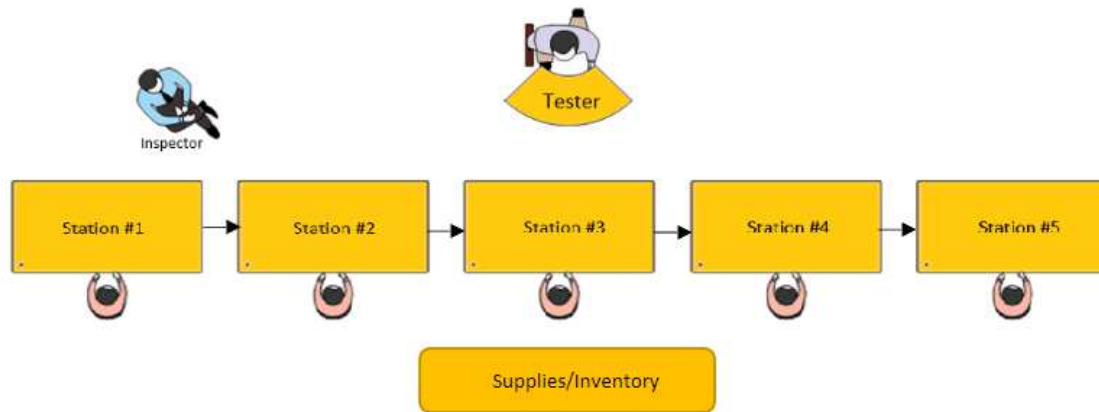 Tester
Inspector
Station #1
Station #2
Station #3
Station #4
Station #5
Supplies/Inventory